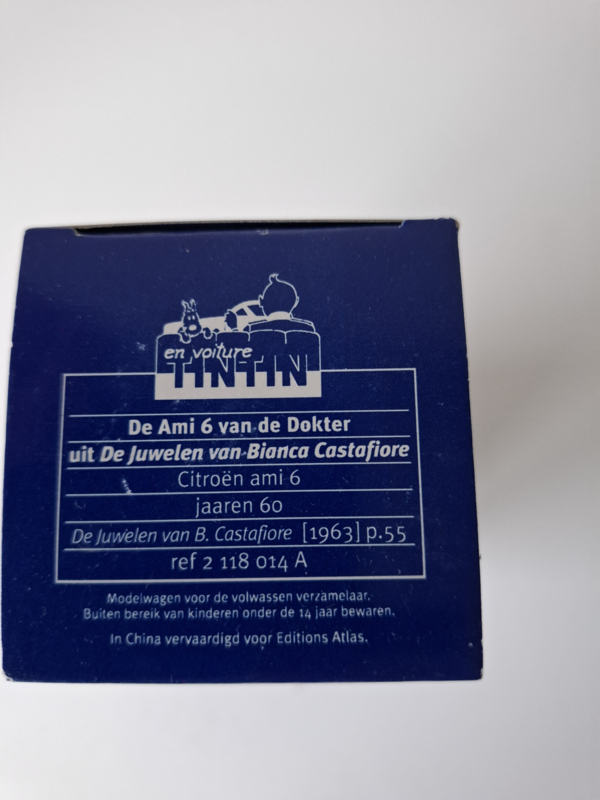 en voiture
TINTIN
De Ami 6 van de Dokter
uit De Juwelen van Bianca Castafiore
Citroën ami 6
jaaren 60
De Juwelen van B. Castafiore [1963] p.55
ref 2 118 014 A
Modelwagen voor de volwassen verzamelaar.
Buiten bereik van kinderen onder de 14 jaar bewaren.
In China vervaardigd voor Editions Atlas.